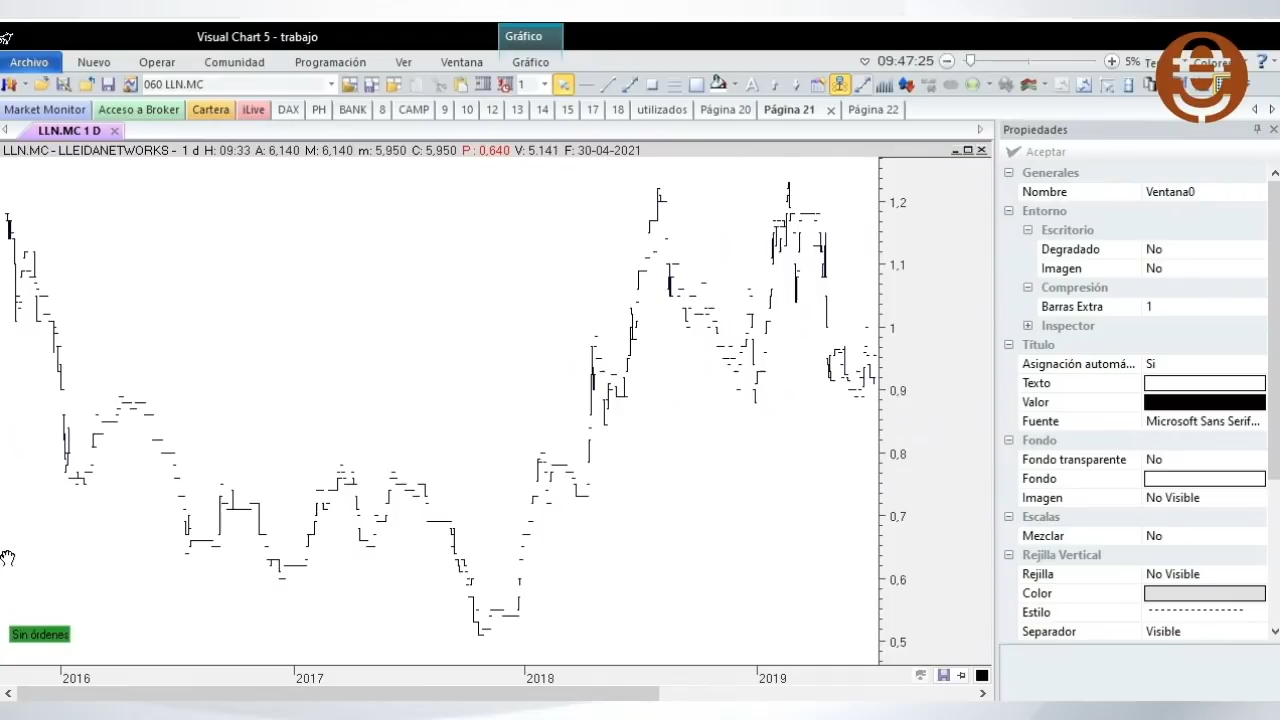 Visual Chart 5 - trabajo
Gráfico
Archivo Nuevo Operar Comunidad Programación Ver Ventana Gráfico 09:47:25 5%
060 LLN.MC 1
Market Monitor Acceso a Broker Cartera iLive DAX PH BANK 8 CAMP 9 10 12 13 14 15 17 18 utilizados Página 20 Página 21 Página 22
LLN.MC 1 D
LLN.MC - LLEIDANETWORKS - 1 d H: 09:33 A: 6,140 M: 6,140 m: 5,950 C: 5,950 P: 0,640 V: 5.141 F: 30-04-2021
1,2
1,1
1
0,9
0,8
0,7
0,6
0,5
Sin órdenes
2016 2017 2018 2019
Propiedades
Aceptar
Generales
Nombre Ventana0
Entorno
Escritorio
Degradado No
Imagen No
Compresión
Barras Extra 1
Inspector
Título
Asignación automá... Si
Texto
Valor
Fuente Microsoft Sans Serif...
Fondo
Fondo transparente No
Fondo
Imagen No Visible
Escalas
Mezclar No
Rejilla Vertical
Rejilla No Visible
Color
Estilo
Separador Visible